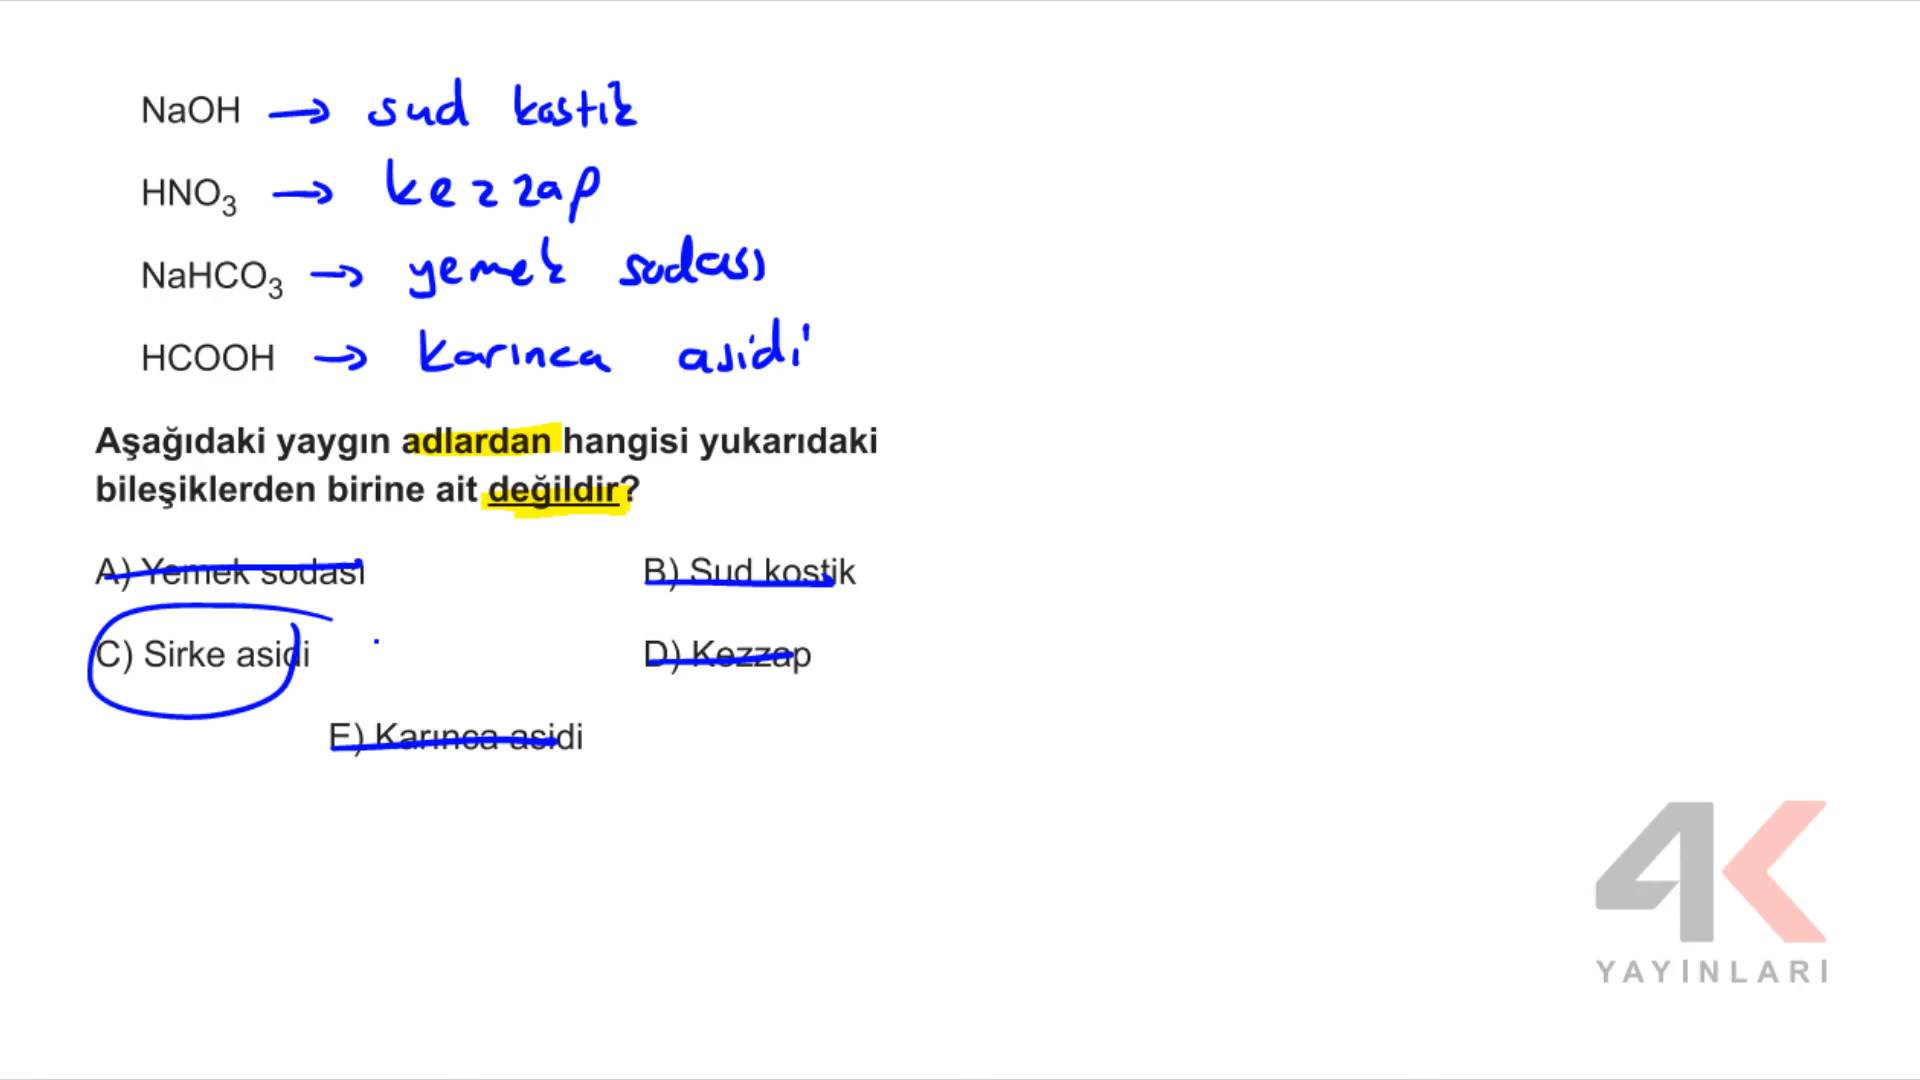 NaOH → sud kostik
HNO₃ → kezzap
NaHCO₃ → yemek sodası
HCOOH → karınca asidi
Aşağıdaki yaygın adlardan hangisi yukarıdaki
bileşiklerden birine ait değildir?
A) Yemek sodası B) Sud kostik
C) Sirke asidi D) Kezzap
E) Karınca asidi
4K
YAYINLARI